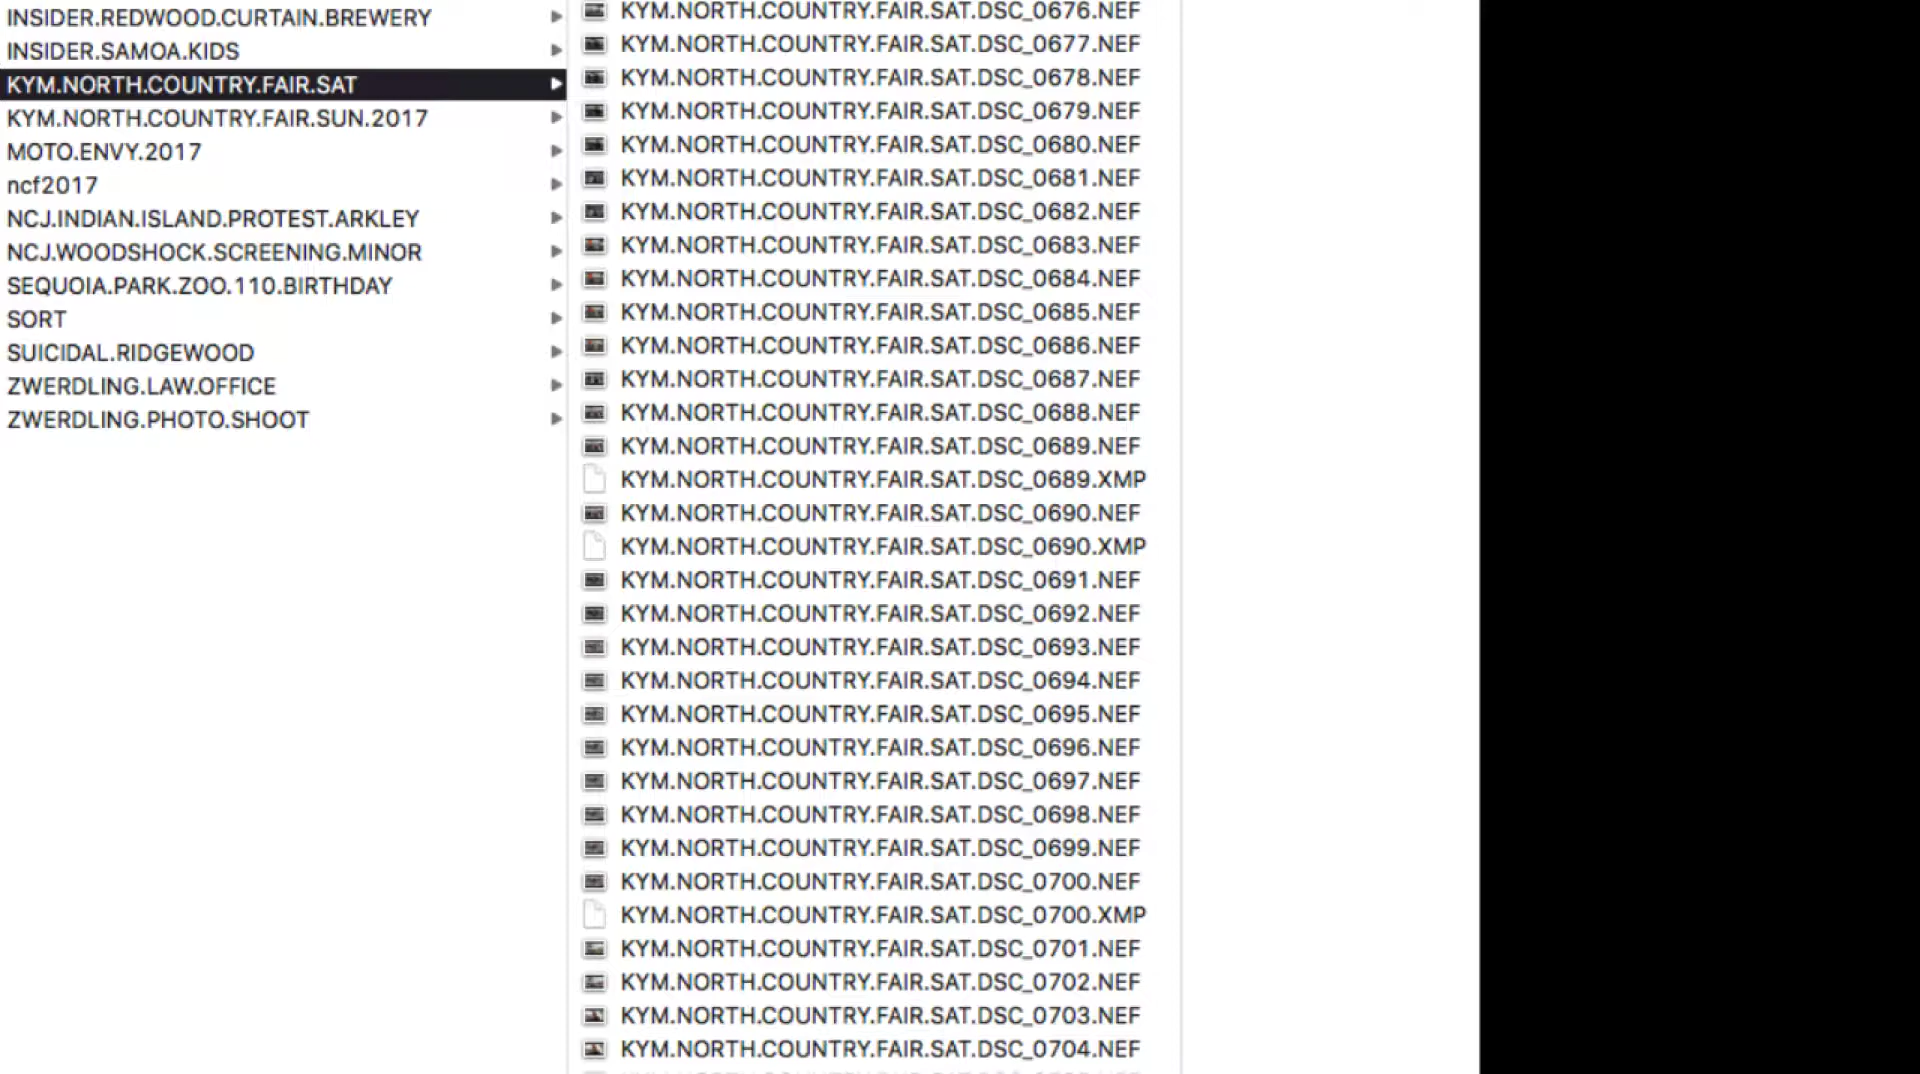 INSIDER.REDWOOD.CURTAIN.BREWERY
INSIDER.SAMOA.KIDS
KYM.NORTH.COUNTRY.FAIR.SAT
KYM.NORTH.COUNTRY.FAIR.SUN.2017
MOTO.ENVY.2017
ncf2017
NCJ.INDIAN.ISLAND.PROTEST.ARKLEY
NCJ.WOODSHOCK.SCREENING.MINOR
SEQUOIA.PARK.ZOO.110.BIRTHDAY
SORT
SUICIDAL.RIDGEWOOD
ZWERDLING.LAW.OFFICE
ZWERDLING.PHOTO.SHOOT
KYM.NORTH.COUNTRY.FAIR.SAT.DSC_0676.NEF
KYM.NORTH.COUNTRY.FAIR.SAT.DSC_0677.NEF
KYM.NORTH.COUNTRY.FAIR.SAT.DSC_0678.NEF
KYM.NORTH.COUNTRY.FAIR.SAT.DSC_0679.NEF
KYM.NORTH.COUNTRY.FAIR.SAT.DSC_0680.NEF
KYM.NORTH.COUNTRY.FAIR.SAT.DSC_0681.NEF
KYM.NORTH.COUNTRY.FAIR.SAT.DSC_0682.NEF
KYM.NORTH.COUNTRY.FAIR.SAT.DSC_0683.NEF
KYM.NORTH.COUNTRY.FAIR.SAT.DSC_0684.NEF
KYM.NORTH.COUNTRY.FAIR.SAT.DSC_0685.NEF
KYM.NORTH.COUNTRY.FAIR.SAT.DSC_0686.NEF
KYM.NORTH.COUNTRY.FAIR.SAT.DSC_0687.NEF
KYM.NORTH.COUNTRY.FAIR.SAT.DSC_0688.NEF
KYM.NORTH.COUNTRY.FAIR.SAT.DSC_0689.NEF
KYM.NORTH.COUNTRY.FAIR.SAT.DSC_0689.XMP
KYM.NORTH.COUNTRY.FAIR.SAT.DSC_0690.NEF
KYM.NORTH.COUNTRY.FAIR.SAT.DSC_0690.XMP
KYM.NORTH.COUNTRY.FAIR.SAT.DSC_0691.NEF
KYM.NORTH.COUNTRY.FAIR.SAT.DSC_0692.NEF
KYM.NORTH.COUNTRY.FAIR.SAT.DSC_0693.NEF
KYM.NORTH.COUNTRY.FAIR.SAT.DSC_0694.NEF
KYM.NORTH.COUNTRY.FAIR.SAT.DSC_0695.NEF
KYM.NORTH.COUNTRY.FAIR.SAT.DSC_0696.NEF
KYM.NORTH.COUNTRY.FAIR.SAT.DSC_0697.NEF
KYM.NORTH.COUNTRY.FAIR.SAT.DSC_0698.NEF
KYM.NORTH.COUNTRY.FAIR.SAT.DSC_0699.NEF
KYM.NORTH.COUNTRY.FAIR.SAT.DSC_0700.NEF
KYM.NORTH.COUNTRY.FAIR.SAT.DSC_0700.XMP
KYM.NORTH.COUNTRY.FAIR.SAT.DSC_0701.NEF
KYM.NORTH.COUNTRY.FAIR.SAT.DSC_0702.NEF
KYM.NORTH.COUNTRY.FAIR.SAT.DSC_0703.NEF
KYM.NORTH.COUNTRY.FAIR.SAT.DSC_0704.NEF